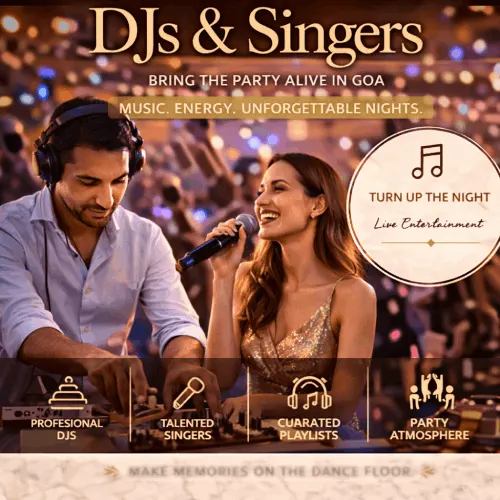 DJs & Singers
BRING THE PARTY ALIVE IN GOA
MUSIC. ENERGY. UNFORGETTABLE NIGHTS.
TURN UP THE NIGHT
Live Entertainment
PROFESIONAL
DJS
TALENTED
SINGERS
CUARATED
PLAYLISTS
PARTY
ATMOSPHERE
MAKE MEMORIES ON THE DANCE FLOOR